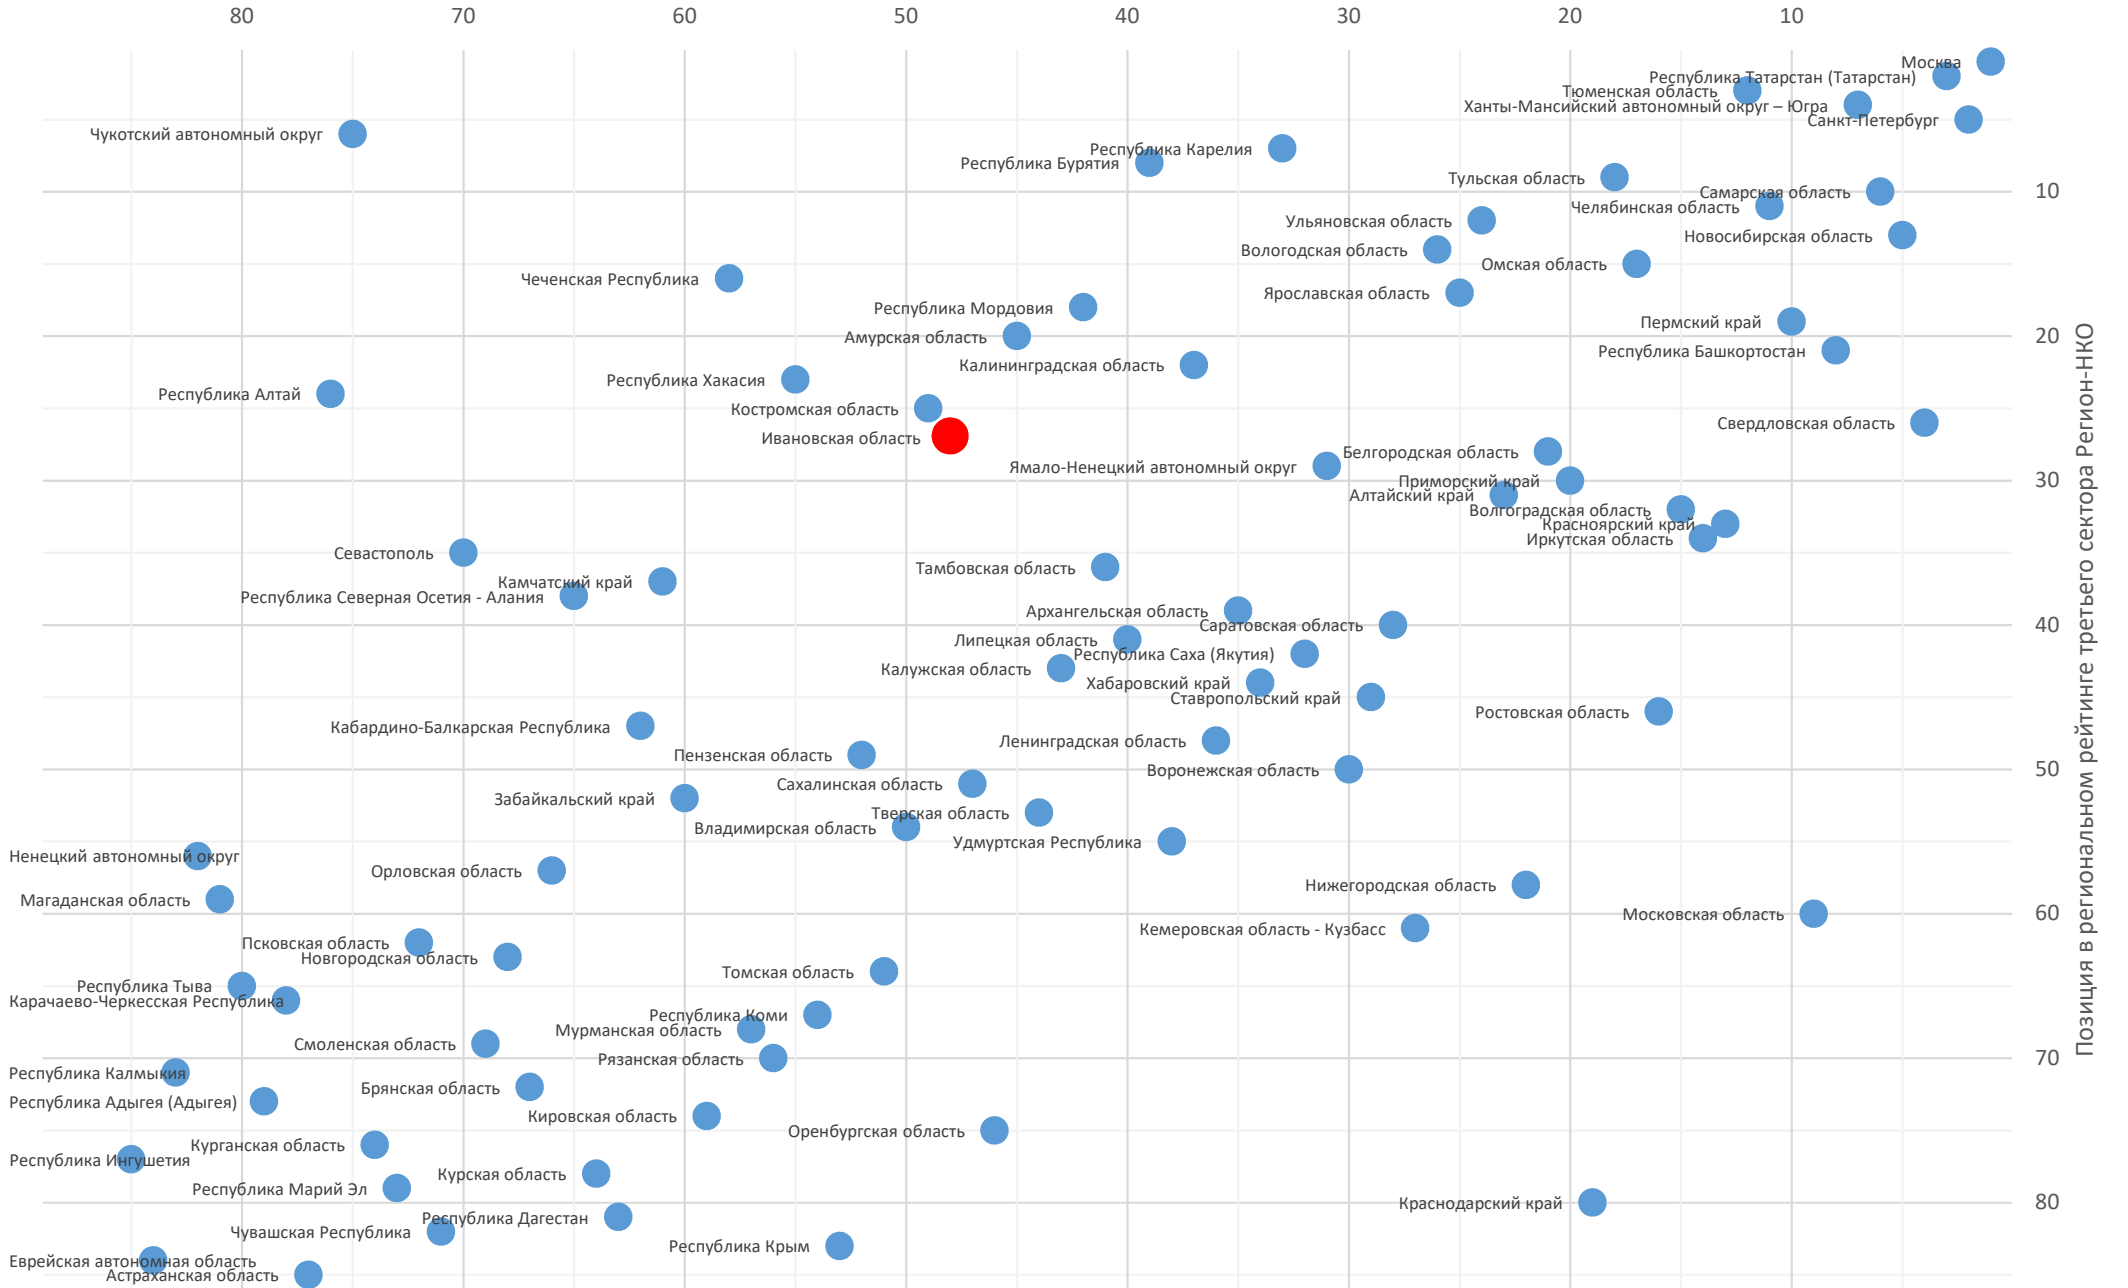 80 70 60 50 40 30 20 10
Москва
Республика Татарстан (Татарстан)
Тюменская область
Ханты-Мансийский автономный округ – Югра
Санкт-Петербург
Чукотский автономный округ
Республика Карелия
Республика Бурятия
Тульская область
Самарская область
10
Челябинская область
Ульяновская область
Новосибирская область
Вологодская область
Омская область
Чеченская Республика
Ярославская область
Республика Мордовия
Пермский край
Амурская область
20
Республика Башкортостан
Калининградская область
Республика Хакасия
Республика Алтай
Костромская область
Свердловская область
Ивановская область
Белгородская область
Ямало-Ненецкий автономный округ
Приморский край
30
Алтайский край
Волгоградская область
Красноярский край
Иркутская область
Севастополь
Тамбовская область
Камчатский край
Республика Северная Осетия - Алания
Архангельская область
Саратовская область
40
Липецкая область
Республика Саха (Якутия)
Калужская область
Хабаровский край
Ставропольский край
Ростовская область
Кабардино-Балкарская Республика
Ленинградская область
Пензенская область
Воронежская область
50
Сахалинская область
Забайкальский край
Тверская область
Владимирская область
Удмуртская Республика
Ненецкий автономный округ
Орловская область
Нижегородская область
Магаданская область
Московская область
60
Кемеровская область - Кузбасс
Псковская область
Новгородская область
Томская область
Республика Тыва
Карачаево-Черкесская Республика
Республика Коми
Мурманская область
Смоленская область
Рязанская область
70
Республика Калмыкия
Брянская область
Республика Адыгея (Адыгея)
Кировская область
Оренбургская область
Курганская область
Республика Ингушетия
Курская область
Республика Марий Эл
Краснодарский край
80
Республика Дагестан
Чувашская Республика
Республика Крым
Еврейская автономная область
Астраханская область
Позиция в региональном рейтинге третьего сектора Регион-НКО